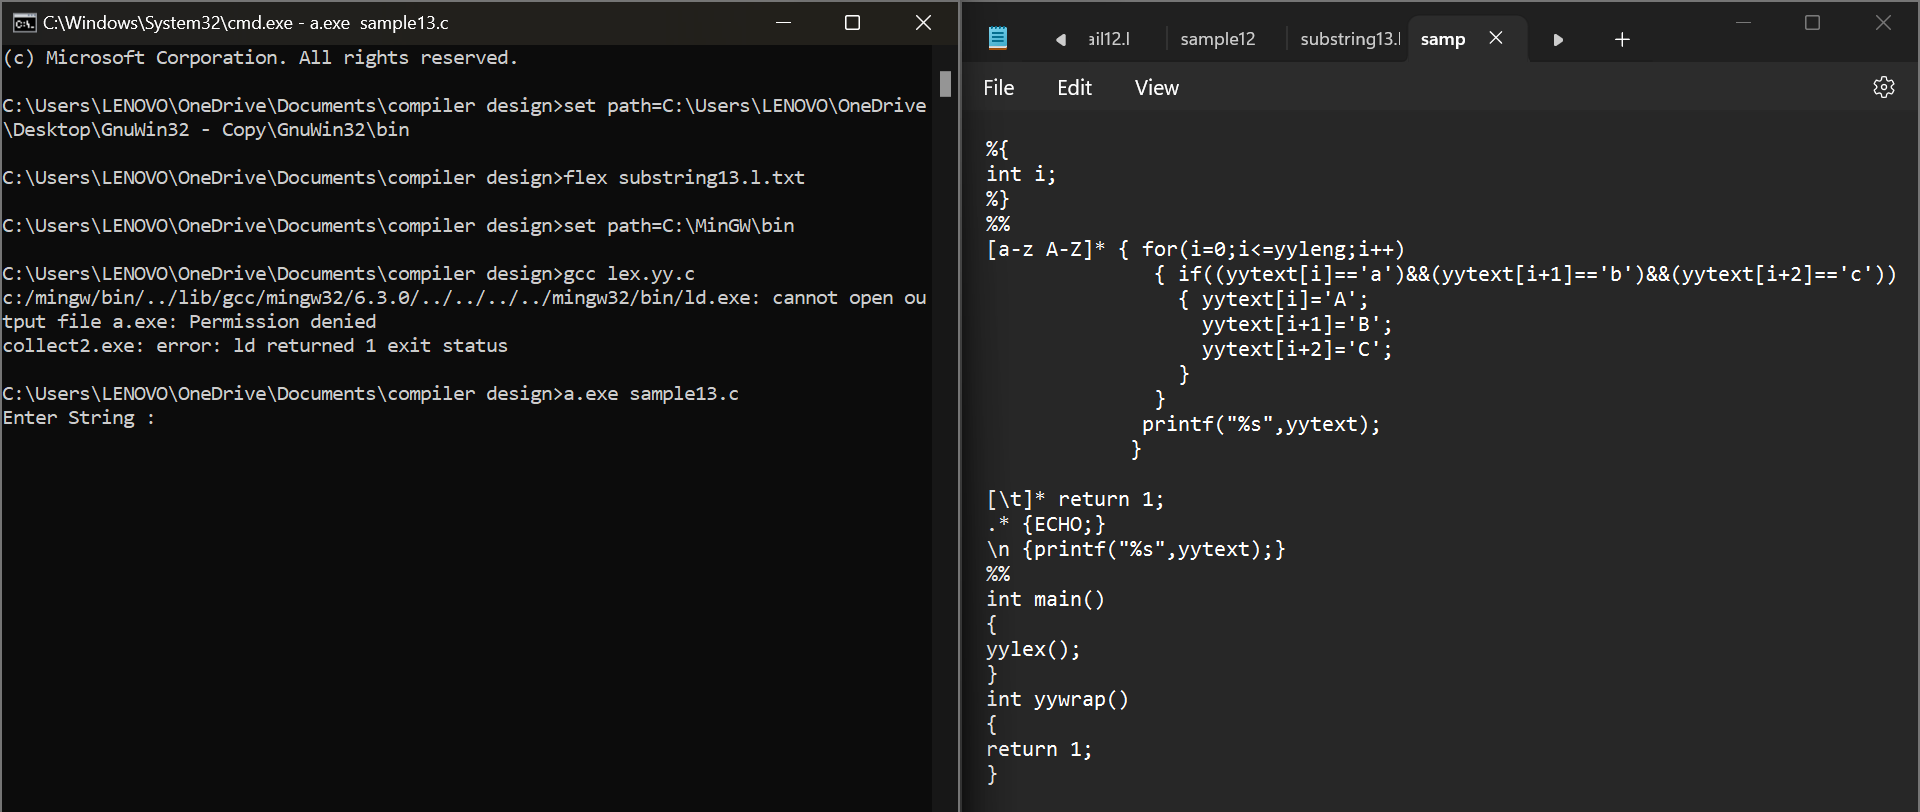 C:\Windows\System32\cmd.exe - a.exe  sample13.c
(c) Microsoft Corporation. All rights reserved.
C:\Users\LENOVO\OneDrive\Documents\compiler design>set path=C:\Users\LENOVO\OneDrive
\Desktop\GnuWin32 - Copy\GnuWin32\bin
C:\Users\LENOVO\OneDrive\Documents\compiler design>flex substring13.l.txt
C:\Users\LENOVO\OneDrive\Documents\compiler design>set path=C:\MinGW\bin
C:\Users\LENOVO\OneDrive\Documents\compiler design>gcc lex.yy.c
c:/mingw/bin/../lib/gcc/mingw32/6.3.0/../../../../mingw32/bin/ld.exe: cannot open ou
tput file a.exe: Permission denied
collect2.exe: error: ld returned 1 exit status
C:\Users\LENOVO\OneDrive\Documents\compiler design>a.exe sample13.c
Enter String :
ail12.l sample12 substring13.l samp
File Edit View
%{
int i;
%}
%%
[a-z A-Z]* { for(i=0;i<=yyleng;i++)
{ if((yytext[i]=='a')&&(yytext[i+1]=='b')&&(yytext[i+2]=='c'))
{ yytext[i]='A';
yytext[i+1]='B';
yytext[i+2]='C';
}
}
printf("%s",yytext);
}
[\t]* return 1;
.* {ECHO;}
\n {printf("%s",yytext);}
%%
int main()
{
yylex();
}
int yywrap()
{
return 1;
}